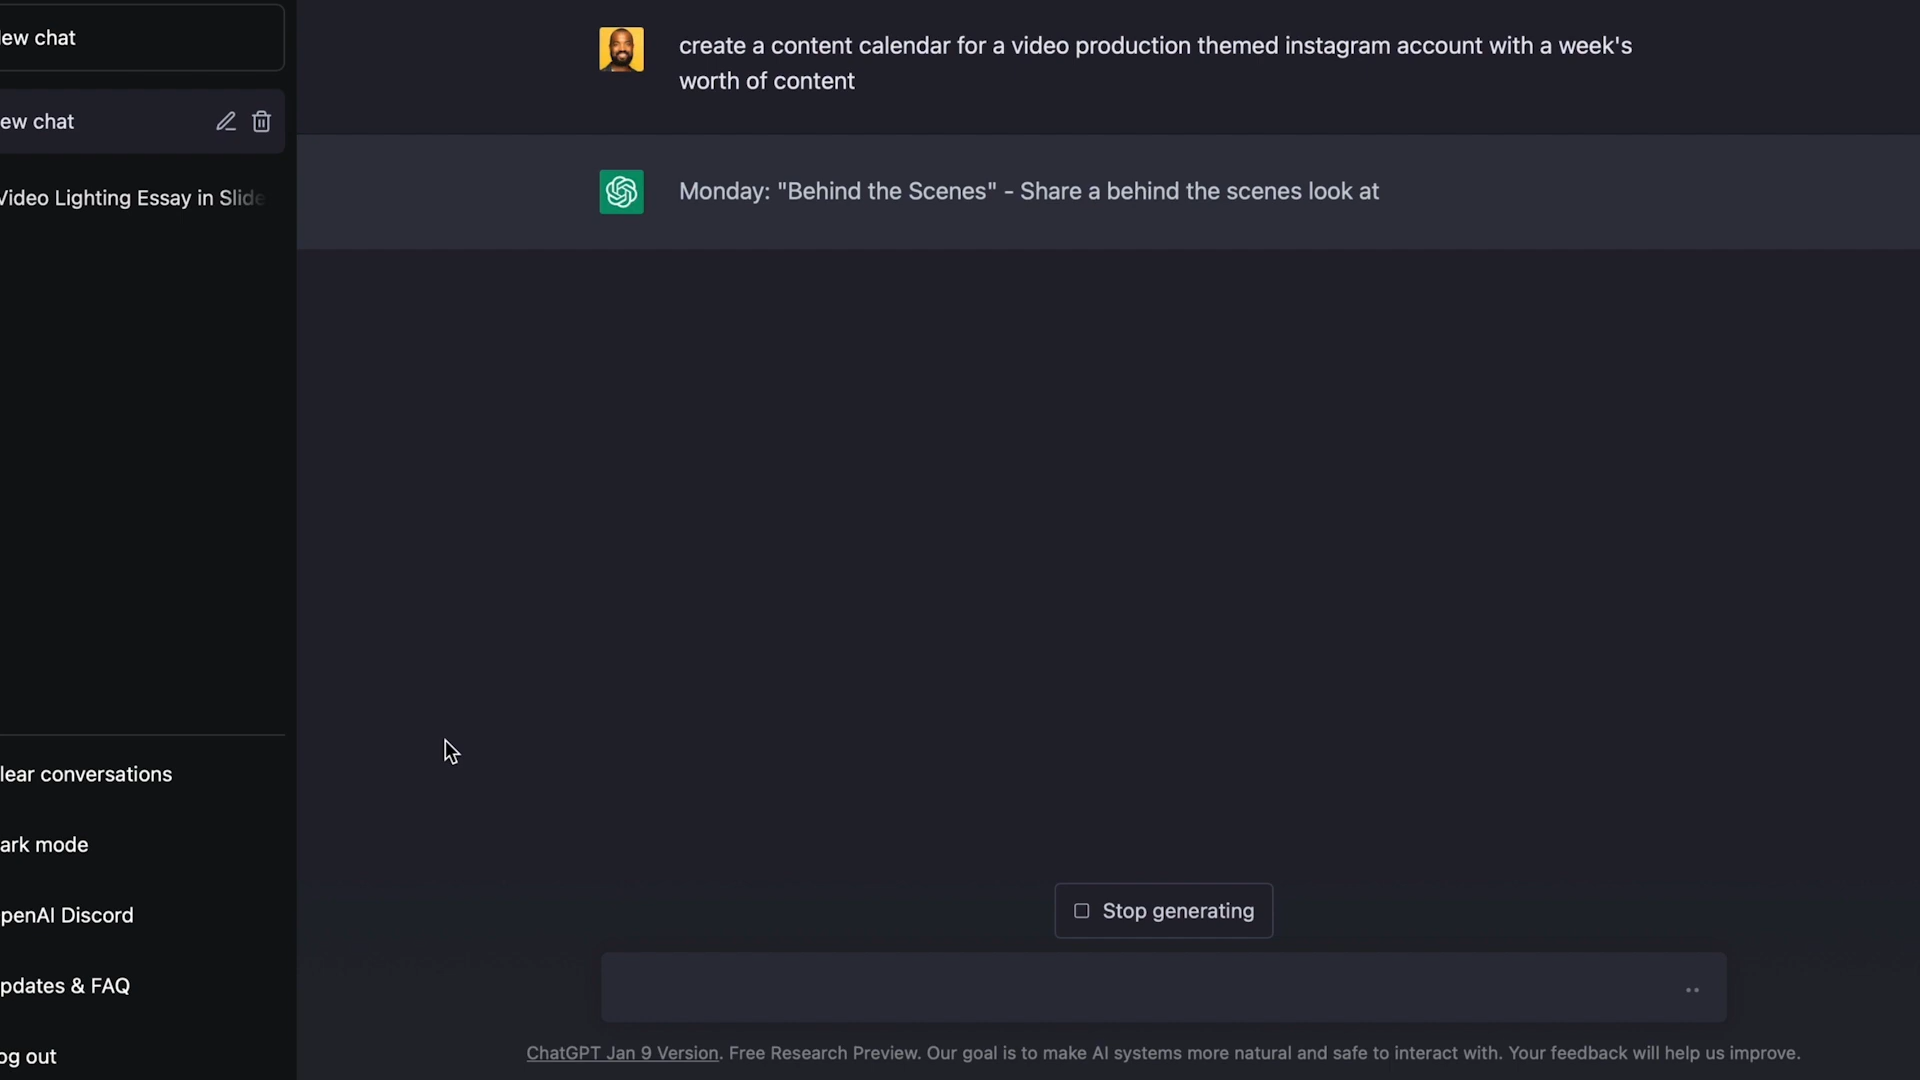 ew chat
ew chat
Video Lighting Essay in Slide
lear conversations
ark mode
penAI Discord
pdates & FAQ
og out
create a content calendar for a video production themed instagram account with a week's
worth of content
Monday: "Behind the Scenes" - Share a behind the scenes look at
Stop generating
ChatGPT Jan 9 Version. Free Research Preview. Our goal is to make AI systems more natural and safe to interact with. Your feedback will help us improve.